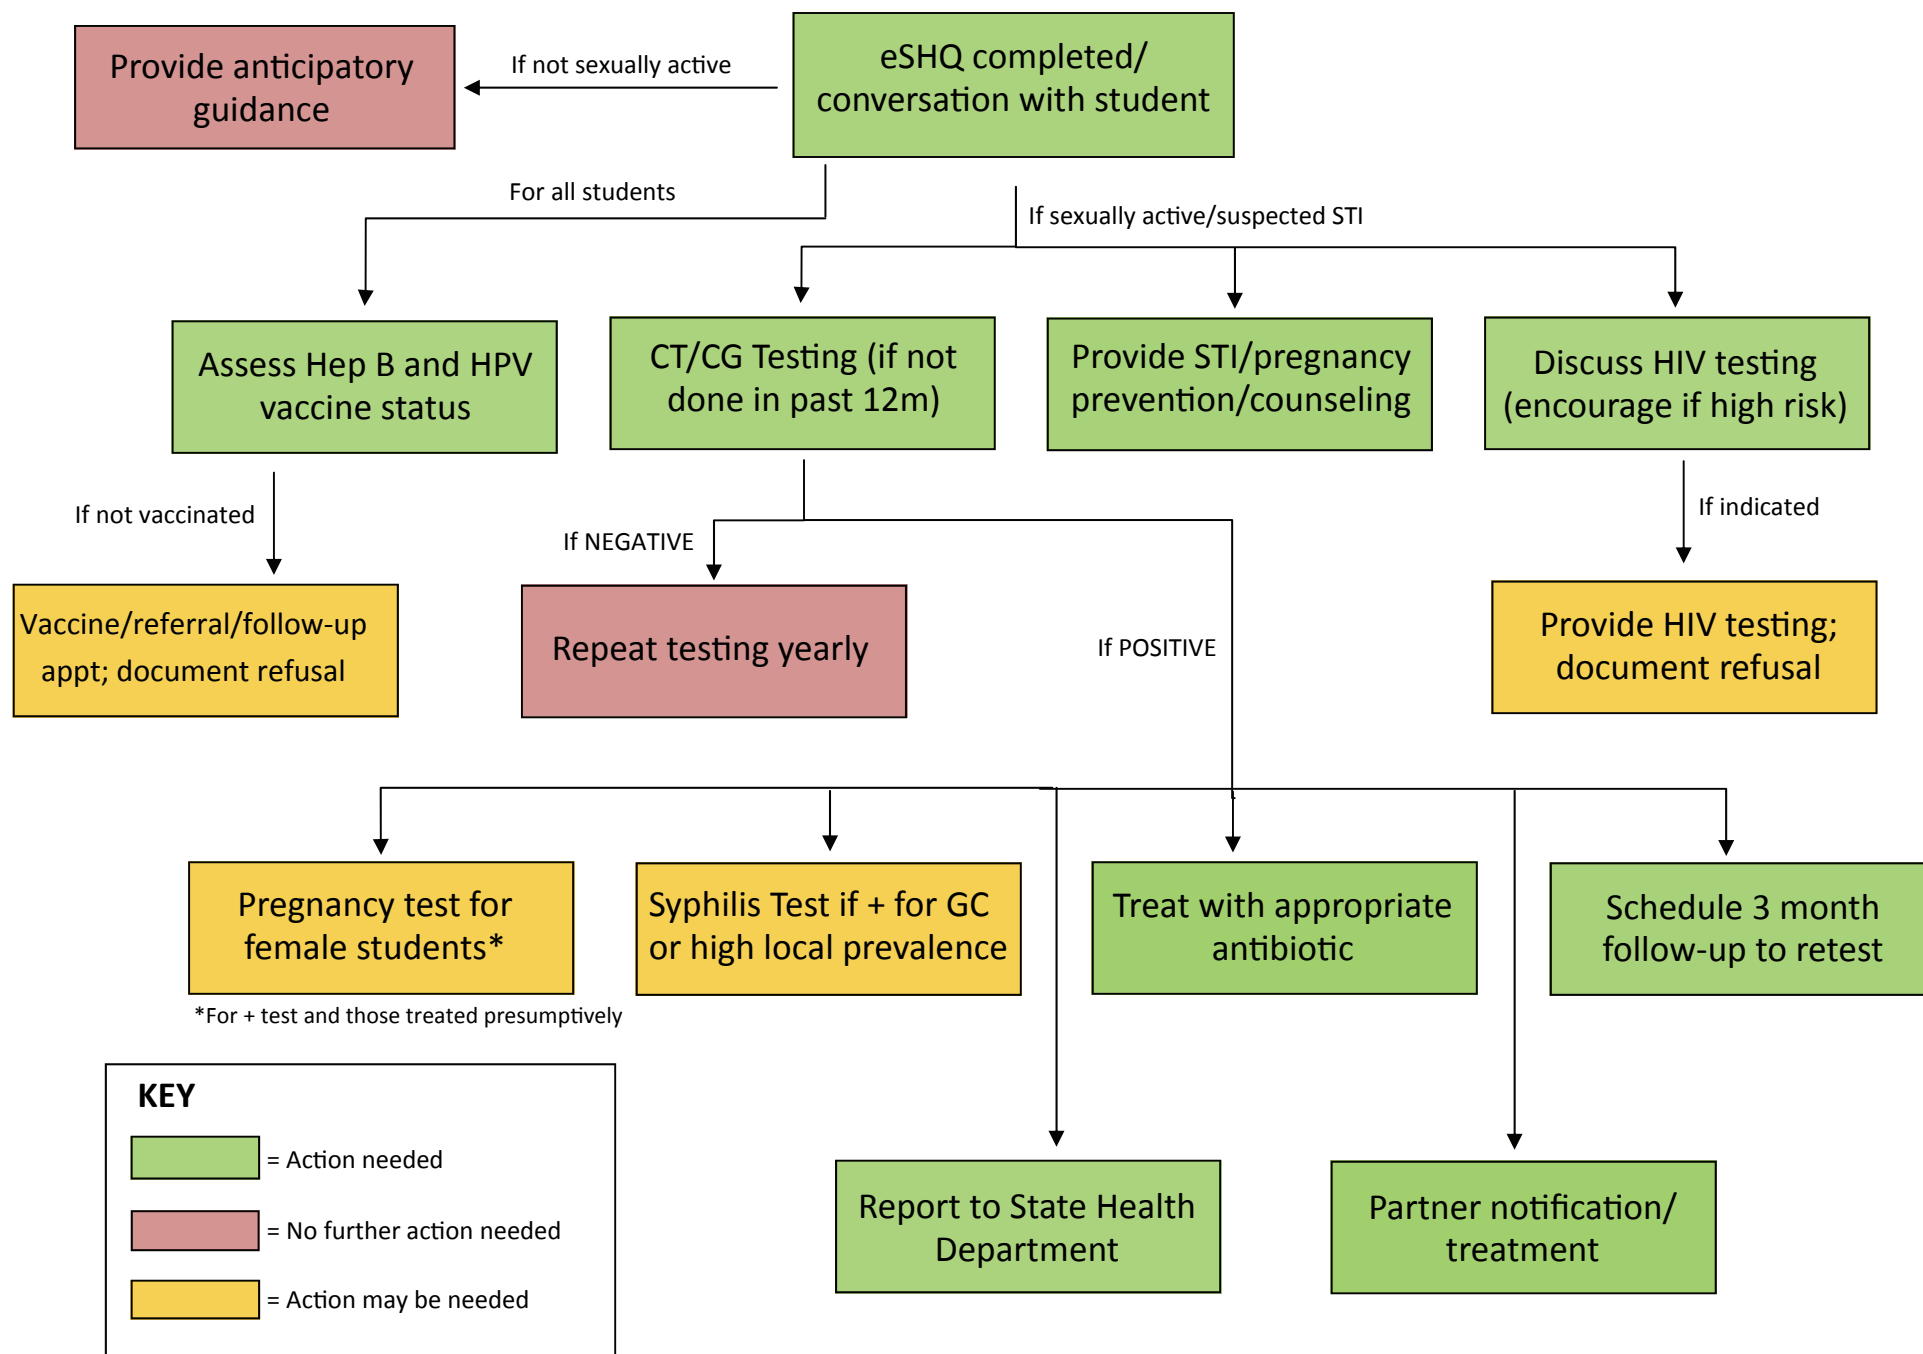 Provide anticipatory
guidance
If not sexually active
eSHQ completed/
conversation with student
For all students
If sexually active/suspected STI
Assess Hep B and HPV
vaccine status
CT/CG Testing (if not
done in past 12m)
Provide STI/pregnancy
prevention/counseling
Discuss HIV testing
(encourage if high risk)
If not vaccinated
If NEGATIVE
If POSITIVE
If indicated
Vaccine/referral/follow-up
appt; document refusal
Repeat testing yearly
Provide HIV testing;
document refusal
Pregnancy test for
female students*
*For + test and those treated presumptively
Syphilis Test if + for GC
or high local prevalence
Treat with appropriate
antibiotic
Schedule 3 month
follow-up to retest
Report to State Health
Department
Partner notification/
treatment
KEY
= Action needed
= No further action needed
= Action may be needed